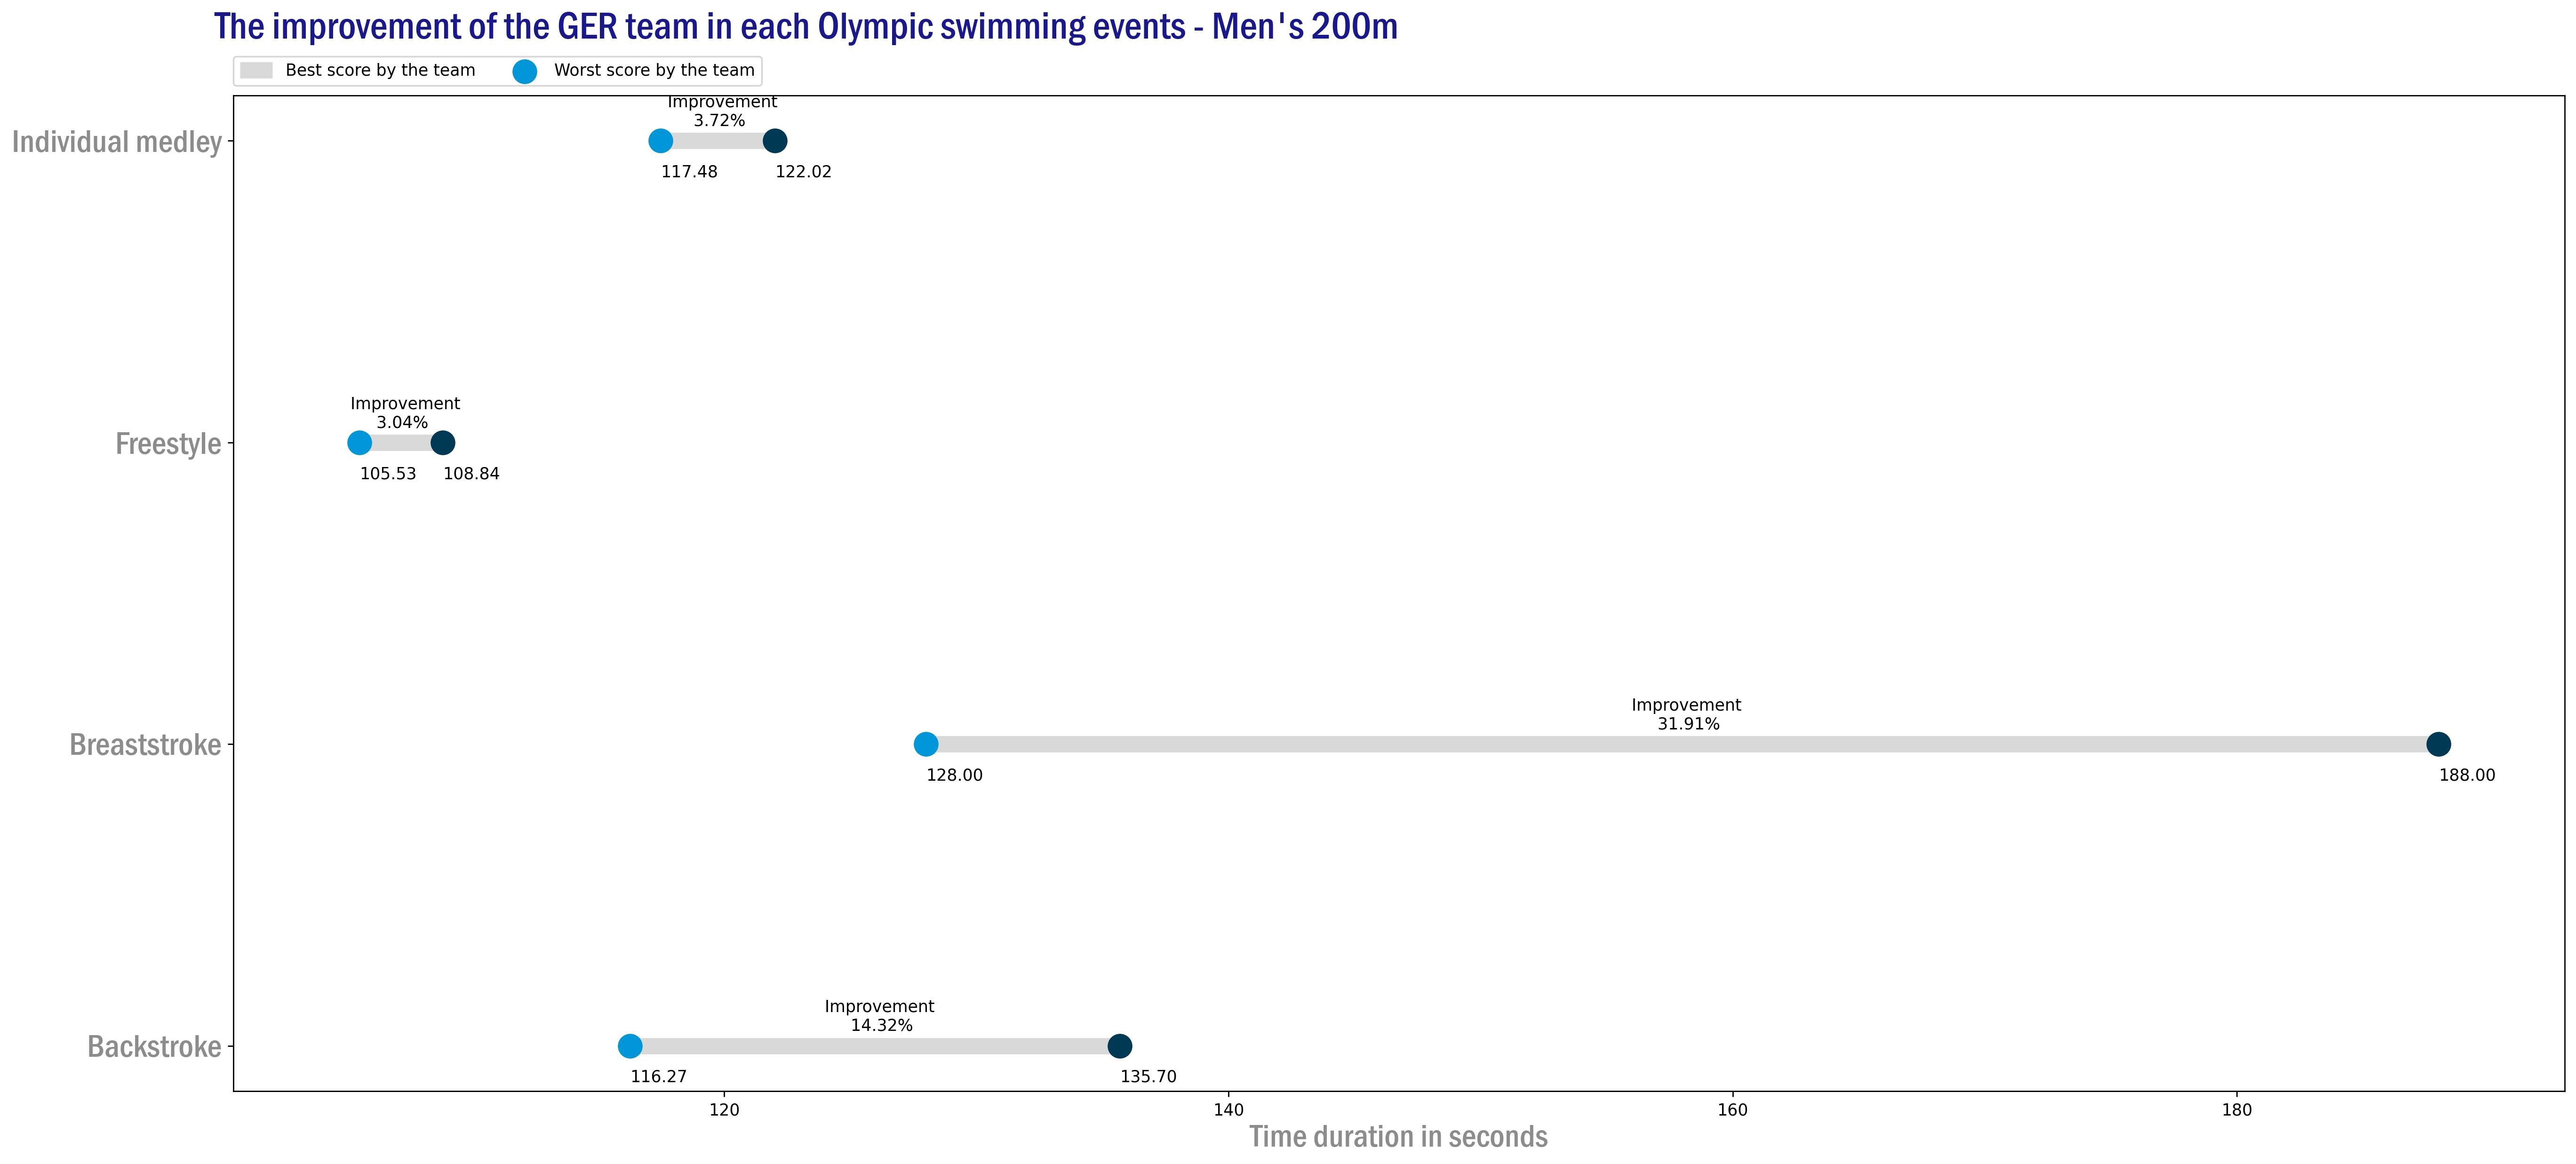 The improvement of the GER team in each Olympic swimming events - Men's 200m
Best score by the team
Worst score by the team
Individual medley
Improvement
3.72%
117.48
122.02
Freestyle
Improvement
3.04%
105.53
108.84
Breaststroke
Improvement
31.91%
128.00
188.00
Backstroke
Improvement
14.32%
116.27
135.70
120
140
160
180
Time duration in seconds